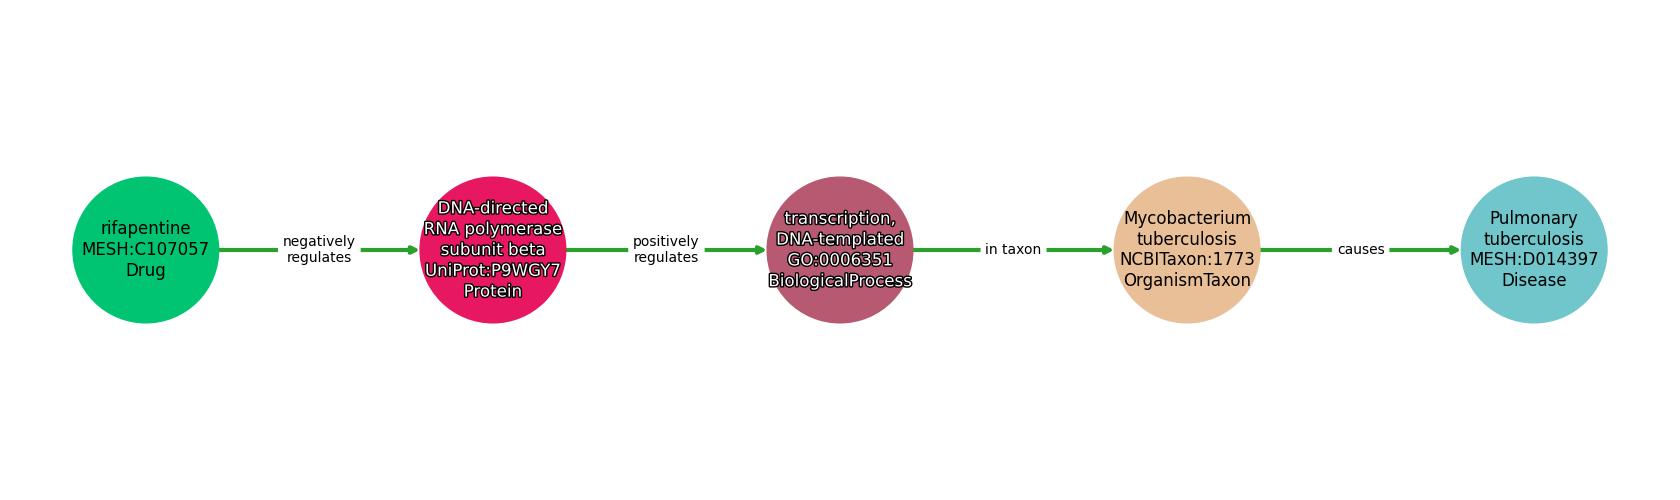 rifapentine
MESH:C107057
Drug
negatively
regulates
DNA-directed
RNA polymerase
subunit beta
UniProt:P9WGY7
Protein
positively
regulates
transcription,
DNA-templated
GO:0006351
BiologicalProcess
in taxon
Mycobacterium
tuberculosis
NCBITaxon:1773
OrganismTaxon
causes
Pulmonary
tuberculosis
MESH:D014397
Disease